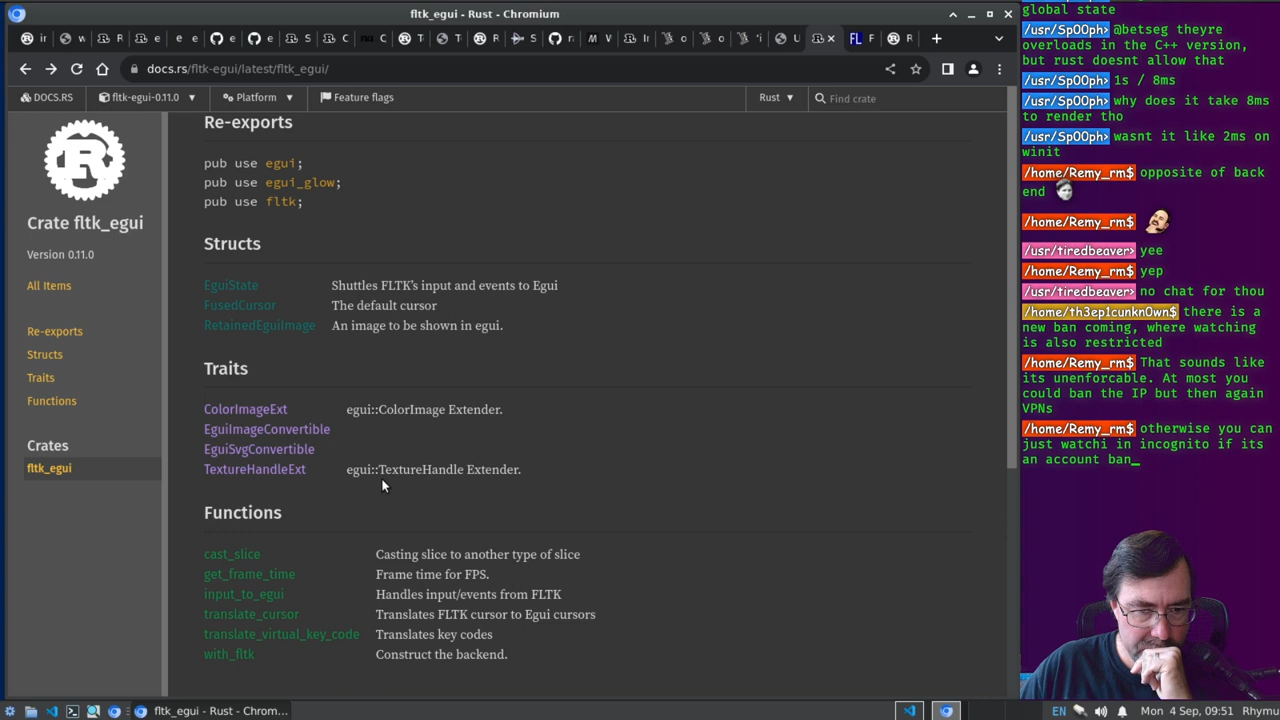 fltk_egui - Rust - Chromium
docs.rs/fltk-egui/latest/fltk_egui/
DOCS.RS
fltk-egui-0.11.0
Platform
Feature flags
Rust
Find crate
Crate fltk_egui
Version 0.11.0
All Items
Re-exports
Structs
Traits
Functions
Crates
fltk_egui
Re-exports
pub use egui;
pub use egui_glow;
pub use fltk;
Structs
EguiState Shuttles FLTK’s input and events to Egui
FusedCursor The default cursor
RetainedEguiImage An image to be shown in egui.
Traits
ColorImageExt egui::ColorImage Extender.
EguiImageConvertible
EguiSvgConvertible
TextureHandleExt egui::TextureHandle Extender.
Functions
cast_slice Casting slice to another type of slice
get_frame_time Frame time for FPS.
input_to_egui Handles input/events from FLTK
translate_cursor Translates FLTK cursor to Egui cursors
translate_virtual_key_code Translates key codes
with_fltk Construct the backend.
global state
/usr/Sp00ph> @betseg theyre
overloads in the C++ version,
but rust doesnt allow that
/usr/Sp00ph> 1s / 8ms
/usr/Sp00ph> why does it take 8ms
to render tho
/usr/Sp00ph> wasnt it like 2ms on
winit
/home/Remy_rm$ opposite of back
end
/home/Remy_rm$
/usr/tiredbeaver> yee
/home/Remy_rm$ yep
/usr/tiredbeaver> no chat for thou
/home/th3ep1cunkn0wn$ there is a
new ban coming, where watching
is also restricted
/home/Remy_rm$ That sounds like
its unenforcable. At most you
could ban the IP but then again
VPNs
/home/Remy_rm$ otherwise you can
just watchi in incognito if its
an account ban_
fltk_egui - Rust - Chrom...
EN
Mon 4 Sep, 09:51
Rhymu